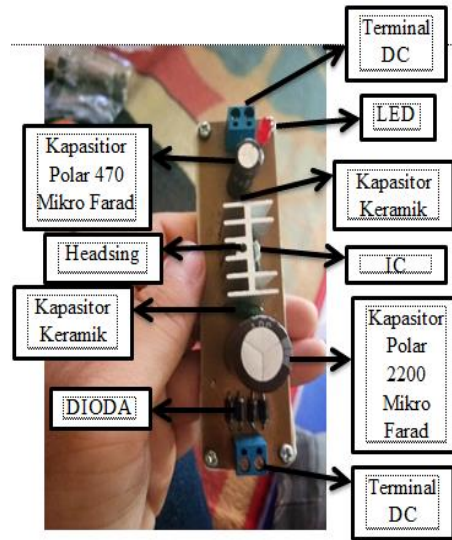 Terminal
DC
LED
Kapasitior
Polar 470
Mikro Farad
Kapasitor
Keramik
Headsing
IC
Kapasitor
Keramik
Kapasitor
Polar
2200
Mikro
Farad
DIODA
Terminal
DC